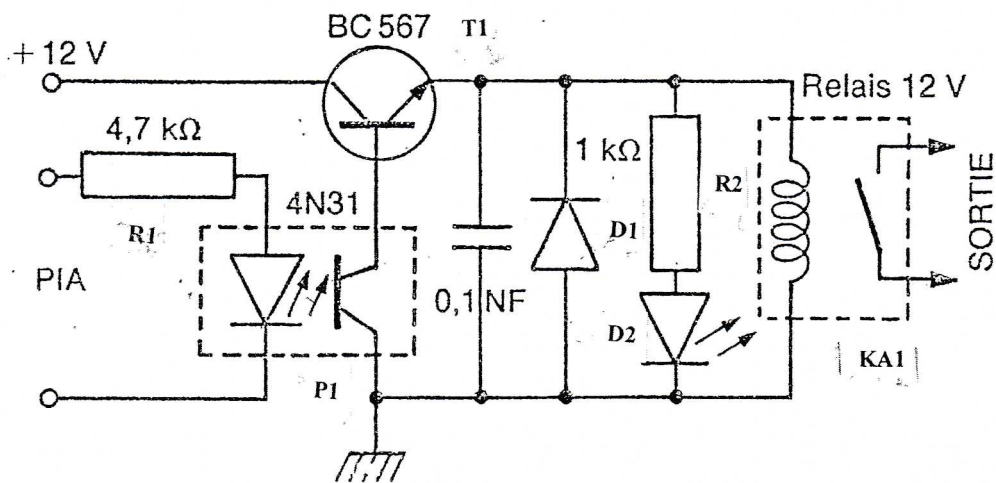 BC 567
T1
+ 12 V
Relais 12 V
4,7 kΩ
1 kΩ
R2
4N31
R1
D1
SORTIE
PIA
0,1 NF
D2
KA1
P1